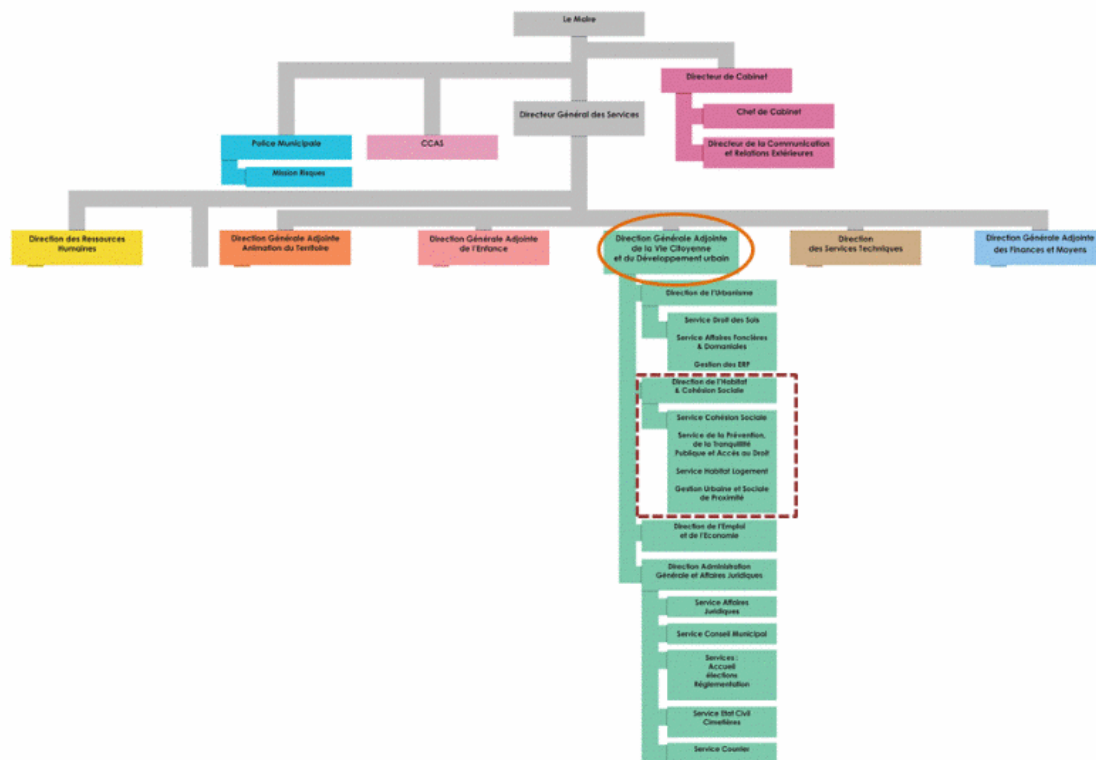 Le Maire
Directeur de Cabinet
Chef de Cabinet
Directeur Général des Services
Directeur de la Communication
et Relations Extérieures
Police Municipale
CCAS
Mission Risques
Direction des Ressources
Humaines
Direction Générale Adjointe
Animation du Territoire
Direction Générale Adjointe
de l'Enfance
Direction Générale Adjointe
de la Vie Citoyenne
et du Développement urbain
Direction
des Services Techniques
Direction Générale Adjointe
des Finances et Moyens
Direction de l'Urbanisme
Service Droit des Sols
Service Affaires Foncières
& Domaniales
Gestion des ERP
Direction de l'Habitat
& Cohésion Sociale
Service Cohésion Sociale
Service de la Prévention,
de la Tranquillité
Publique et Accès au Droit
Service Habitat Logement
Gestion Urbaine et Sociale
de Proximité
Direction de l'Emploi
et de l'Economie
Direction Administration
Générale et Affaires Juridiques
Service Affaires
Juridiques
Service Conseil Municipal
Services :
Accueil
élections
Réglementation
Service Etat Civil
Cimetières
Service Courrier